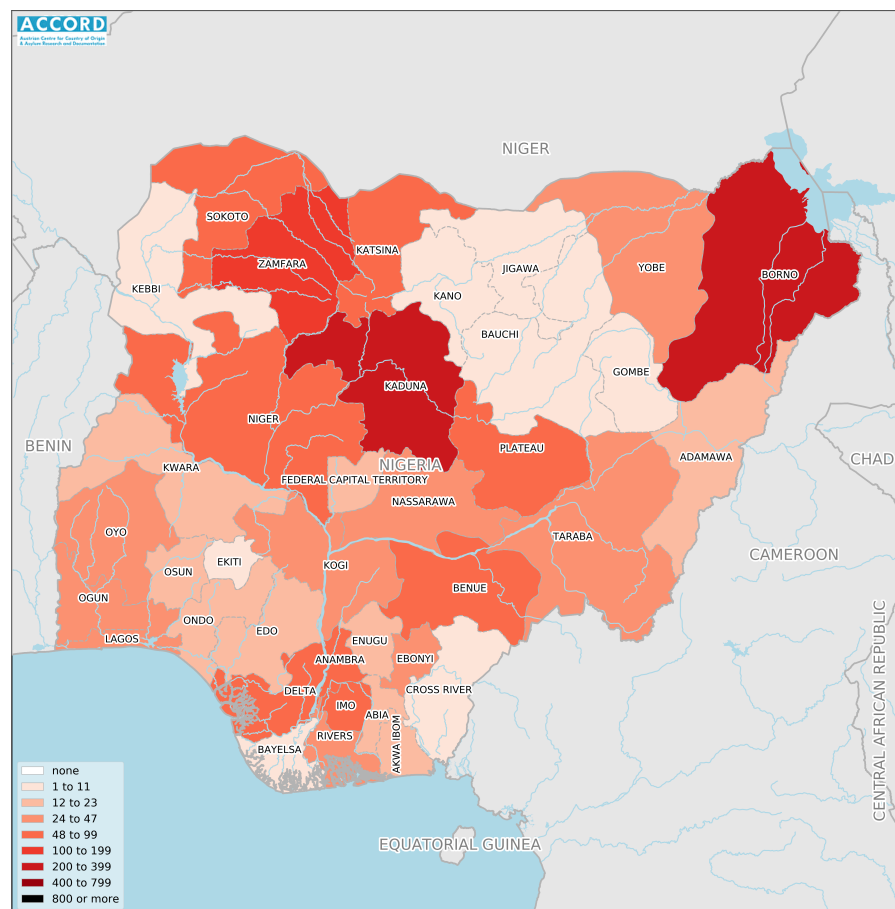 ACCORD
Austrian Centre for Country of Origin
& Asylum Research and Documentation
NIGER
SOKOTO
KATSINA
ZAMFARA
JIGAWA
YOBE
BORNO
KEBBI
KANO
BAUCHI
GOMBE
KADUNA
NIGER
BENIN
PLATEAU
ADAMAWA
CHAD
KWARA
NIGERIA
FEDERAL CAPITAL TERRITORY
NASSARAWA
OYO
TARABA
CAMEROON
EKITI
KOGI
OSUN
BENUE
OGUN
ONDO
EDO
LAGOS
ENUGU
ANAMBRA
EBONYI
DELTA
CROSS RIVER
IMO
ABIA
RIVERS
AKWA IBOM
BAYELSA
CENTRAL AFRICAN REPUBLIC
EQUATORIAL GUINEA
none
1 to 11
12 to 23
24 to 47
48 to 99
100 to 199
200 to 399
400 to 799
800 or more